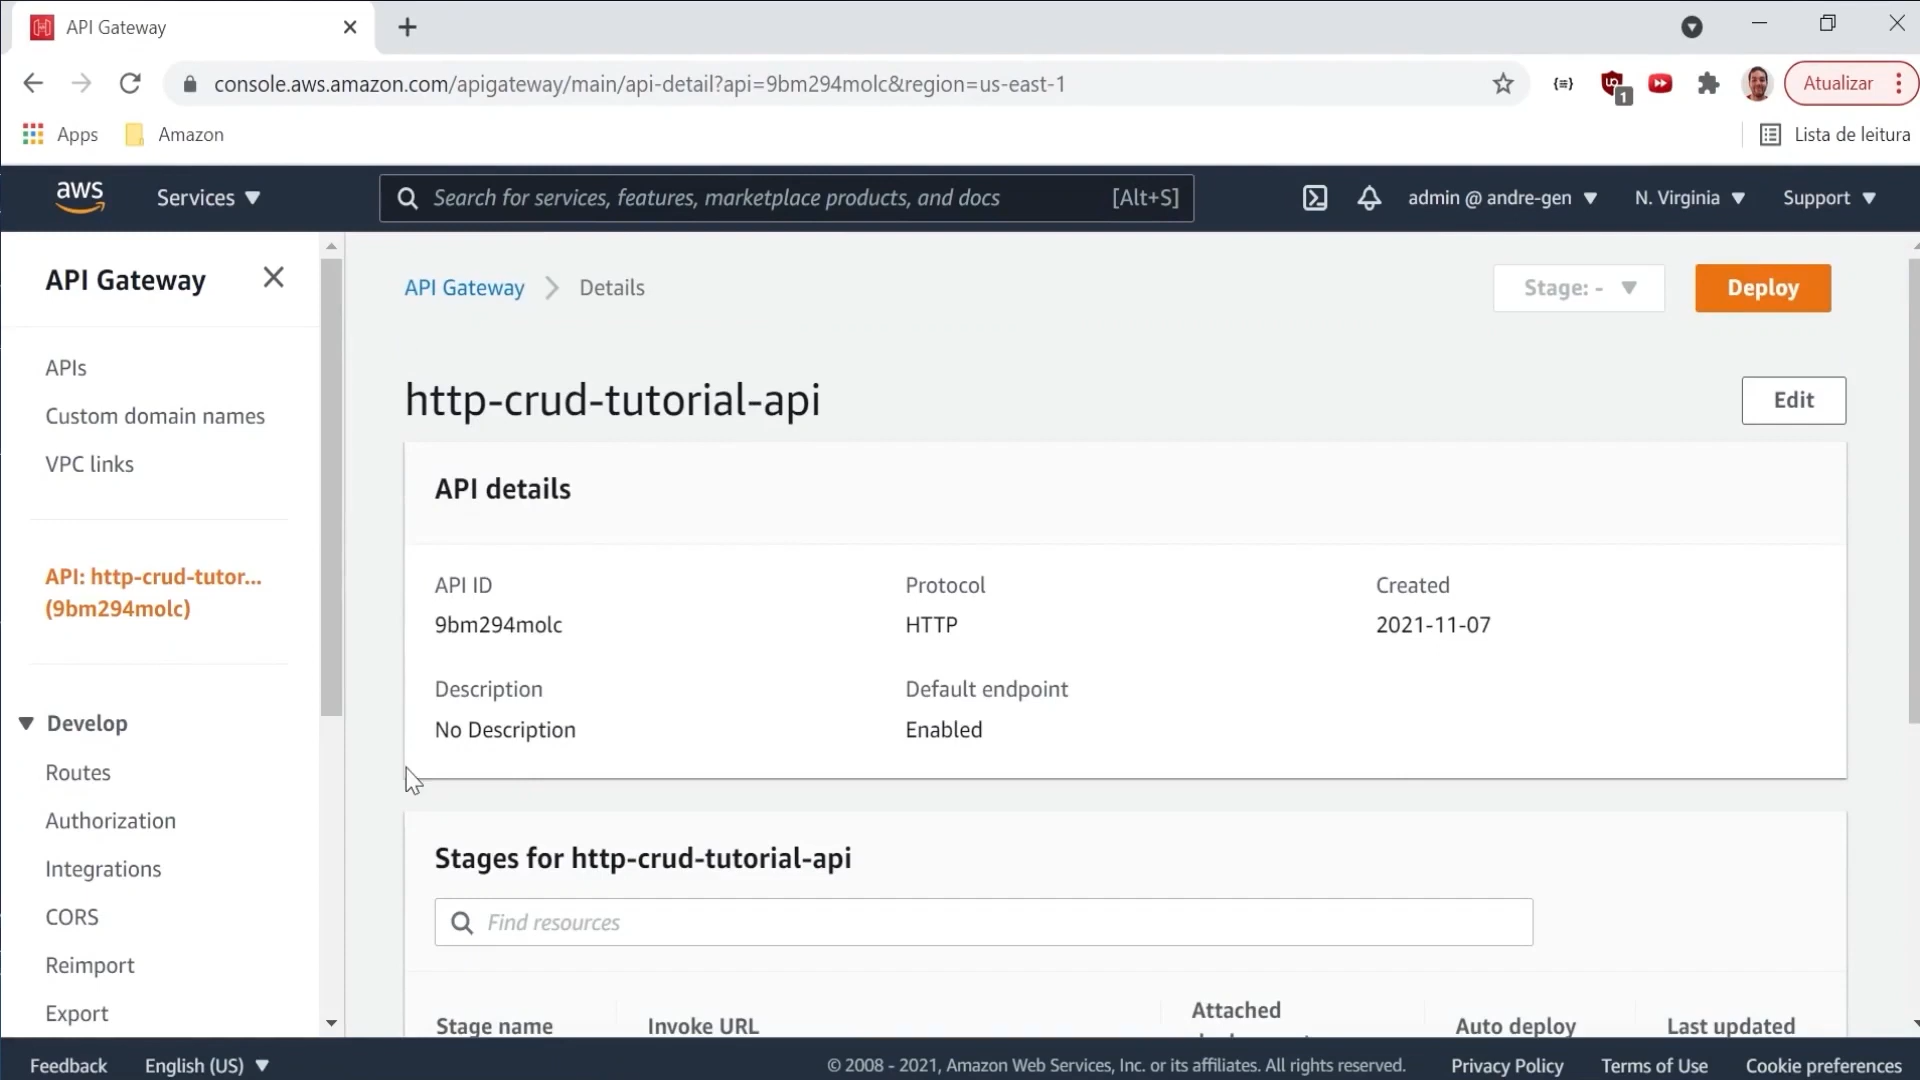 API Gateway
console.aws.amazon.com/apigateway/main/api-detail?api=9bm294molc&region=us-east-1
1
Atualizar
Apps
Amazon
Lista de leitura
aws
Services
Search for services, features, marketplace products, and docs
[Alt+S]
admin @ andre-gen
N. Virginia
Support
API Gateway
APIs
Custom domain names
VPC links
API: http-crud-tutor...
(9bm294molc)
Develop
Routes
Authorization
Integrations
CORS
Reimport
Export
API Gateway
Details
Stage: -
Deploy
http-crud-tutorial-api
Edit
API details
API ID
9bm294molc
Protocol
HTTP
Created
2021-11-07
Description
No Description
Default endpoint
Enabled
Stages for http-crud-tutorial-api
Find resources
Stage name
Invoke URL
Attached
Auto deploy
Last updated
Feedback
English (US)
© 2008 - 2021, Amazon Web Services, Inc. or its affiliates. All rights reserved.
Privacy Policy
Terms of Use
Cookie preferences